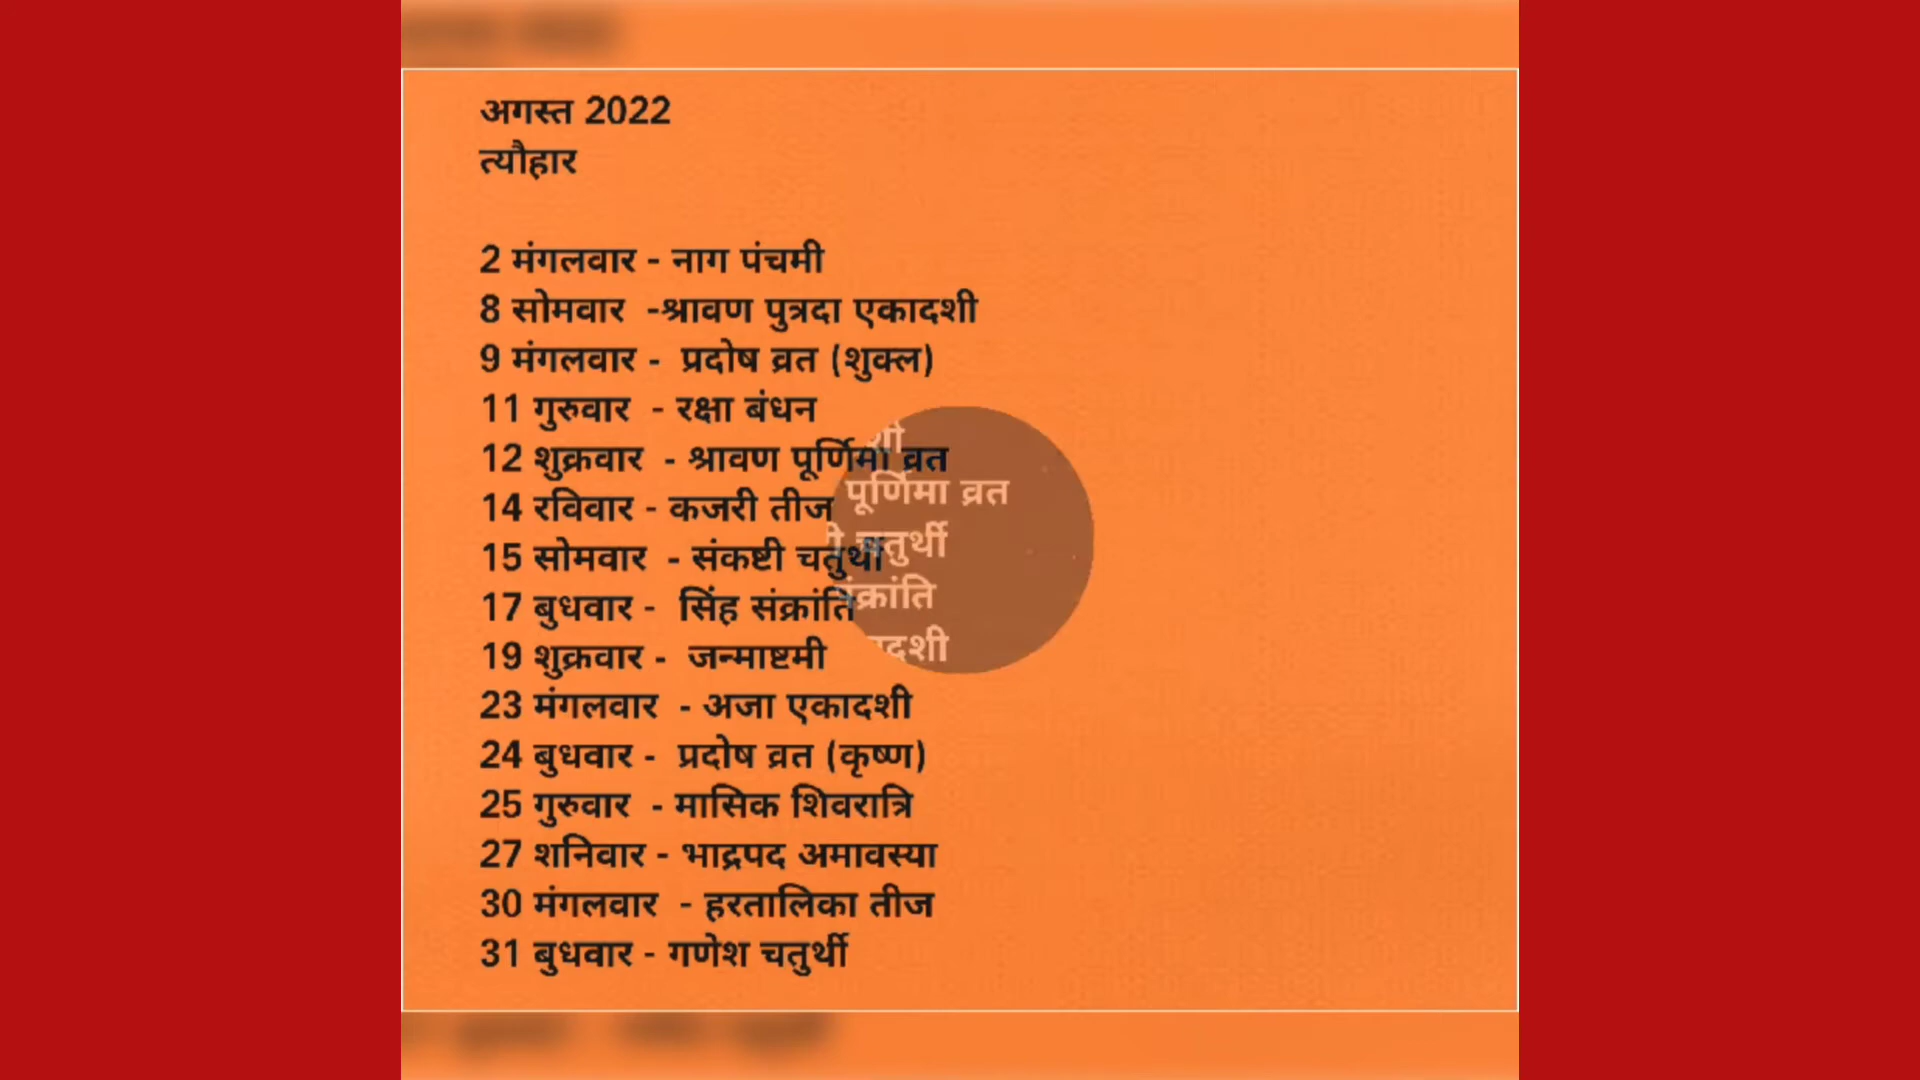 अगस्त 2022
त्यौहार
2 मंगलवार - नाग पंचमी
8 सोमवार -श्रावण पुत्रदा एकादशी
9 मंगलवार - प्रदोष व्रत (शुक्ल)
11 गुरुवार - रक्षा बंधन
12 शुक्रवार - श्रावण पूर्णिमा व्रत
14 रविवार - कजरी तीज
15 सोमवार - संकष्टी चतुर्थी
17 बुधवार - सिंह संक्रांति
19 शुक्रवार - जन्माष्टमी
23 मंगलवार - अजा एकादशी
24 बुधवार - प्रदोष व्रत (कृष्ण)
25 गुरुवार - मासिक शिवरात्रि
27 शनिवार - भाद्रपद अमावस्या
30 मंगलवार - हरतालिका तीज
31 बुधवार - गणेश चतुर्थी
पूर्णिमा व्रत
चतुर्थी